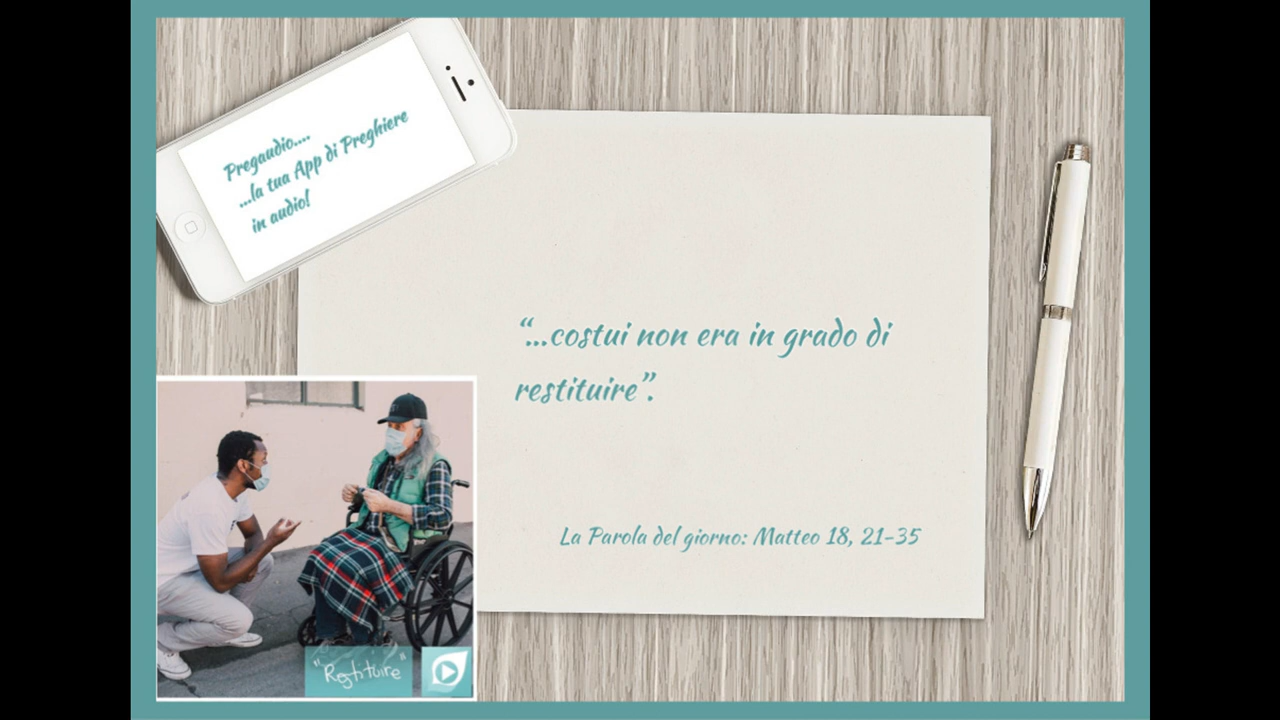 Pregaudio....
...la tua App di Preghiere
in audio!
“...costui non era in grado di
restituire”.
La Parola del giorno: Matteo 18, 21-35
"Restituire"